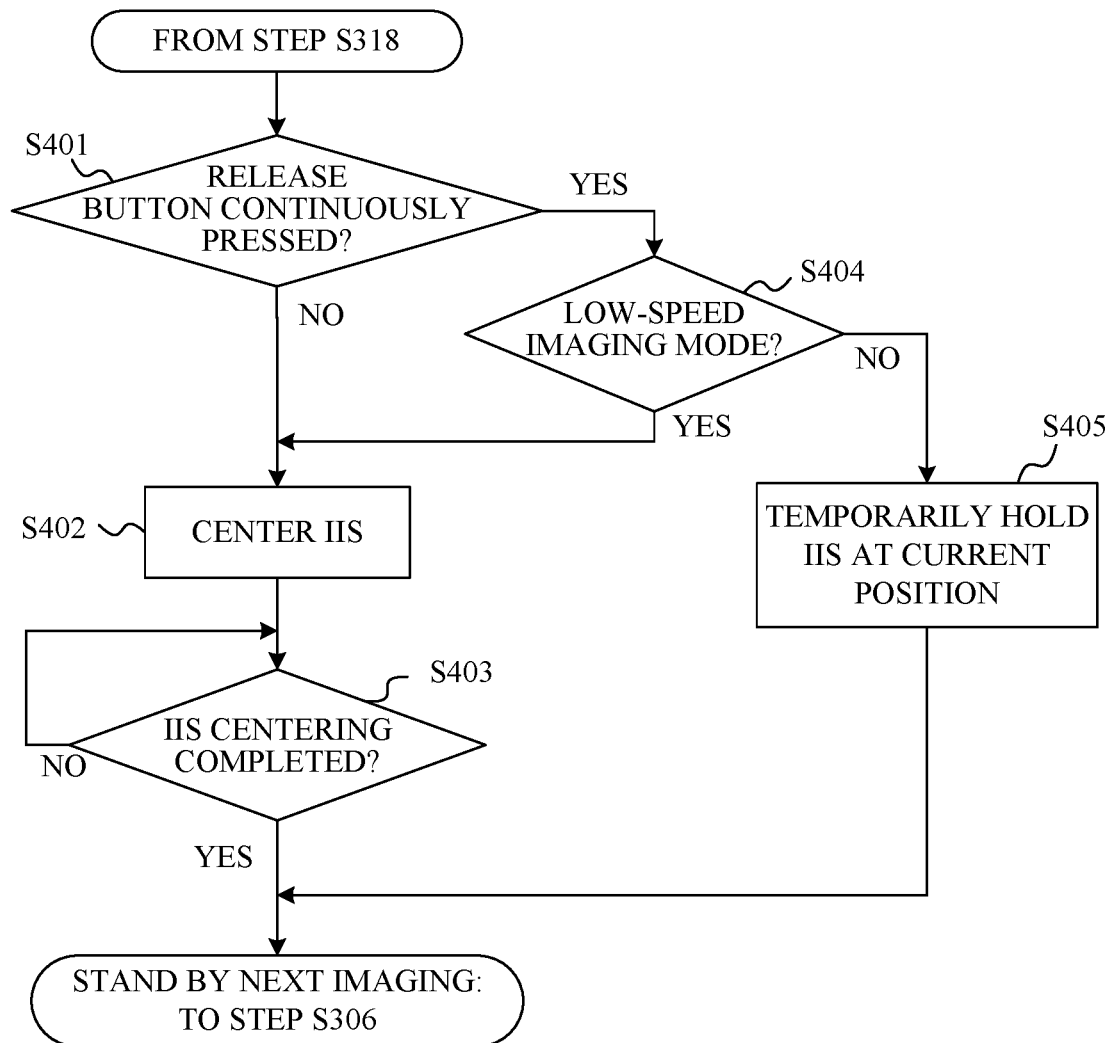 FROM STEP S318
S401
RELEASE
BUTTON CONTINUOUSLY
PRESSED?
YES
NO
S404
LOW-SPEED
IMAGING MODE?
NO
YES
S405
TEMPORARILY HOLD
IIS AT CURRENT
POSITION
S402
CENTER IIS
S403
IIS CENTERING
COMPLETED?
NO
YES
STAND BY NEXT IMAGING:
TO STEP S306